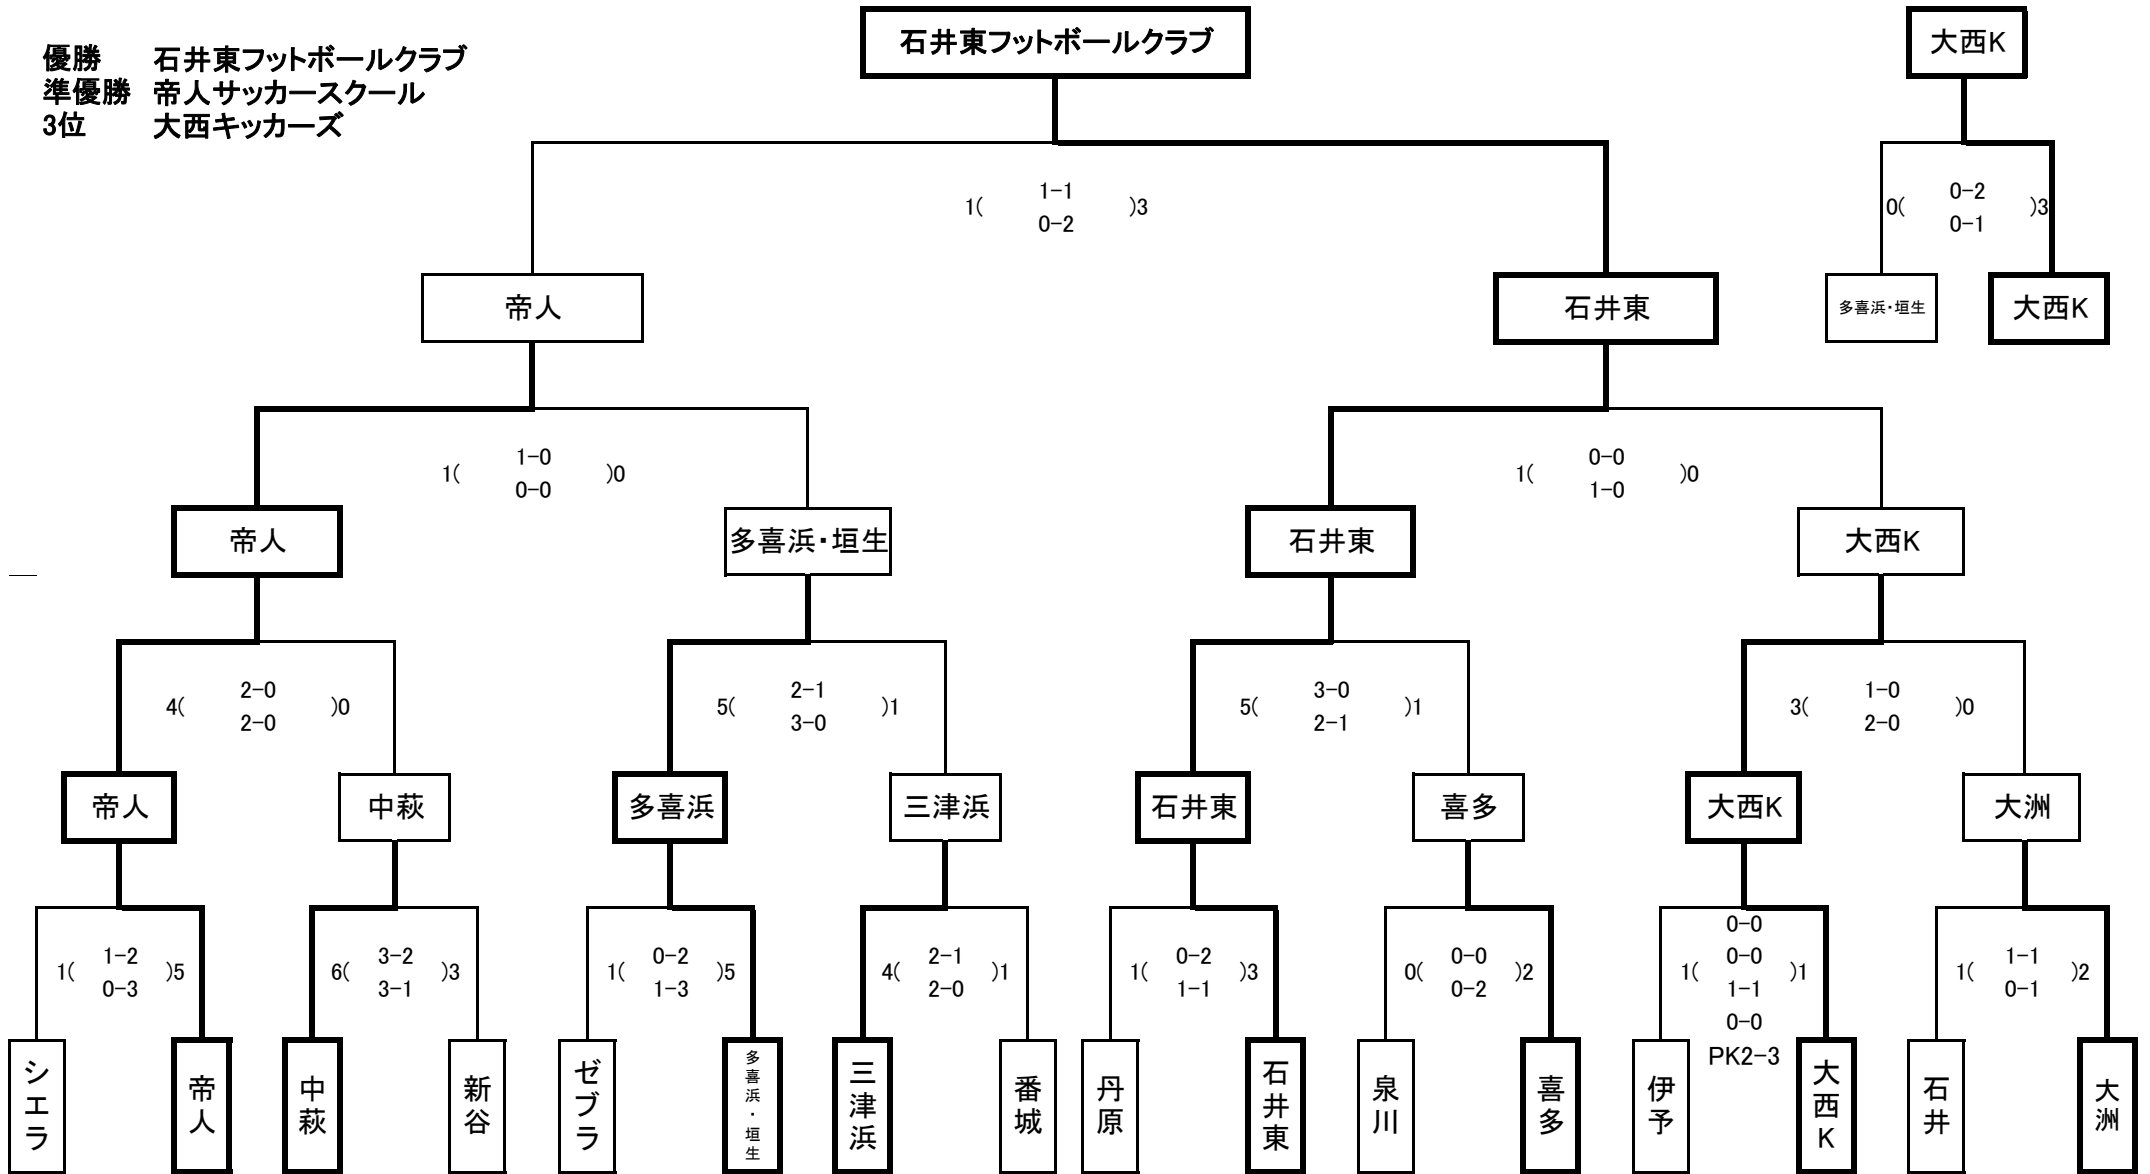 石井東フットボールクラブ
大西K
優勝 石井東フットボールクラブ
準優勝 帝人サッカースクール
3位 大西キッカーズ
1-1
1( )3
0-2
0-2
0( )3
0-1
帝人
石井東
多喜浜・垣生
大西K
1-0
1( )0
0-0
0-0
1( )0
1-0
帝人
多喜浜・垣生
石井東
大西K
2-0
4( )0
2-0
2-1
5( )1
3-0
3-0
5( )1
2-1
1-0
3( )0
2-0
帝人
中萩
多喜浜
三津浜
石井東
喜多
大西K
大洲
1-2
1( )5
0-3
3-2
6( )3
3-1
0-2
1( )5
1-3
2-1
4( )1
2-0
0-2
1( )3
1-1
0-0
0( )2
0-2
0-0
0-0
1( )1
1-1
0-0
PK2-3
1-1
1( )2
0-1
シエラ
帝人
中萩
新谷
ゼブラ
多喜浜・垣生
三津浜
番城
丹原
石井東
泉川
喜多
伊予
大西K
石井
大洲